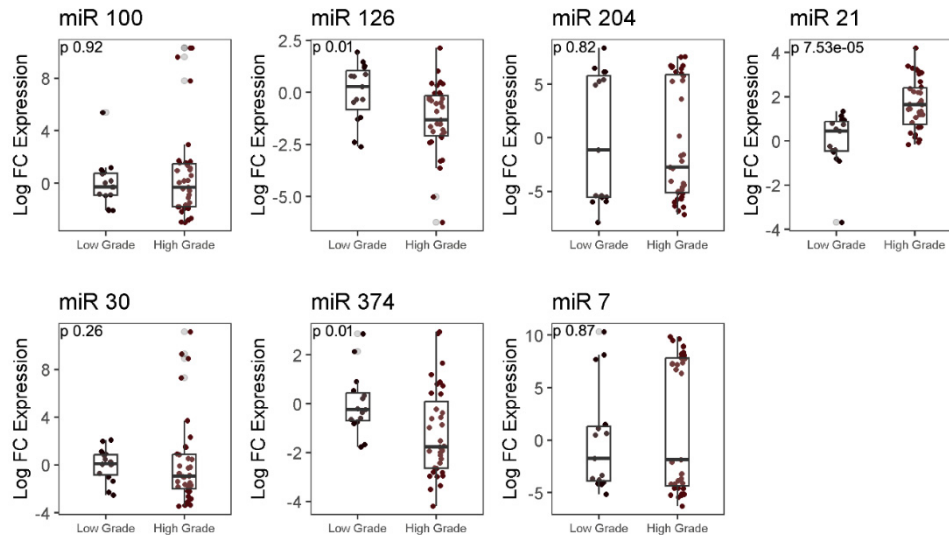 miR 100
miR 126
miR 204
miR 21
p 0.92
p 0.01
p 0.82
p 7.53e-05
Log FC Expression
8
4
0
Low Grade
High Grade
Log FC Expression
2.5
0.0
-2.5
-5.0
Low Grade
High Grade
Log FC Expression
5
0
-5
Low Grade
High Grade
Log FC Expression
4
2
0
-2
-4
Low Grade
High Grade
miR 30
miR 374
miR 7
p 0.26
p 0.01
p 0.87
Log FC Expression
8
4
0
-4
Low Grade
High Grade
Log FC Expression
2
0
-2
-4
Low Grade
High Grade
Log FC Expression
10
5
0
-5
Low Grade
High Grade